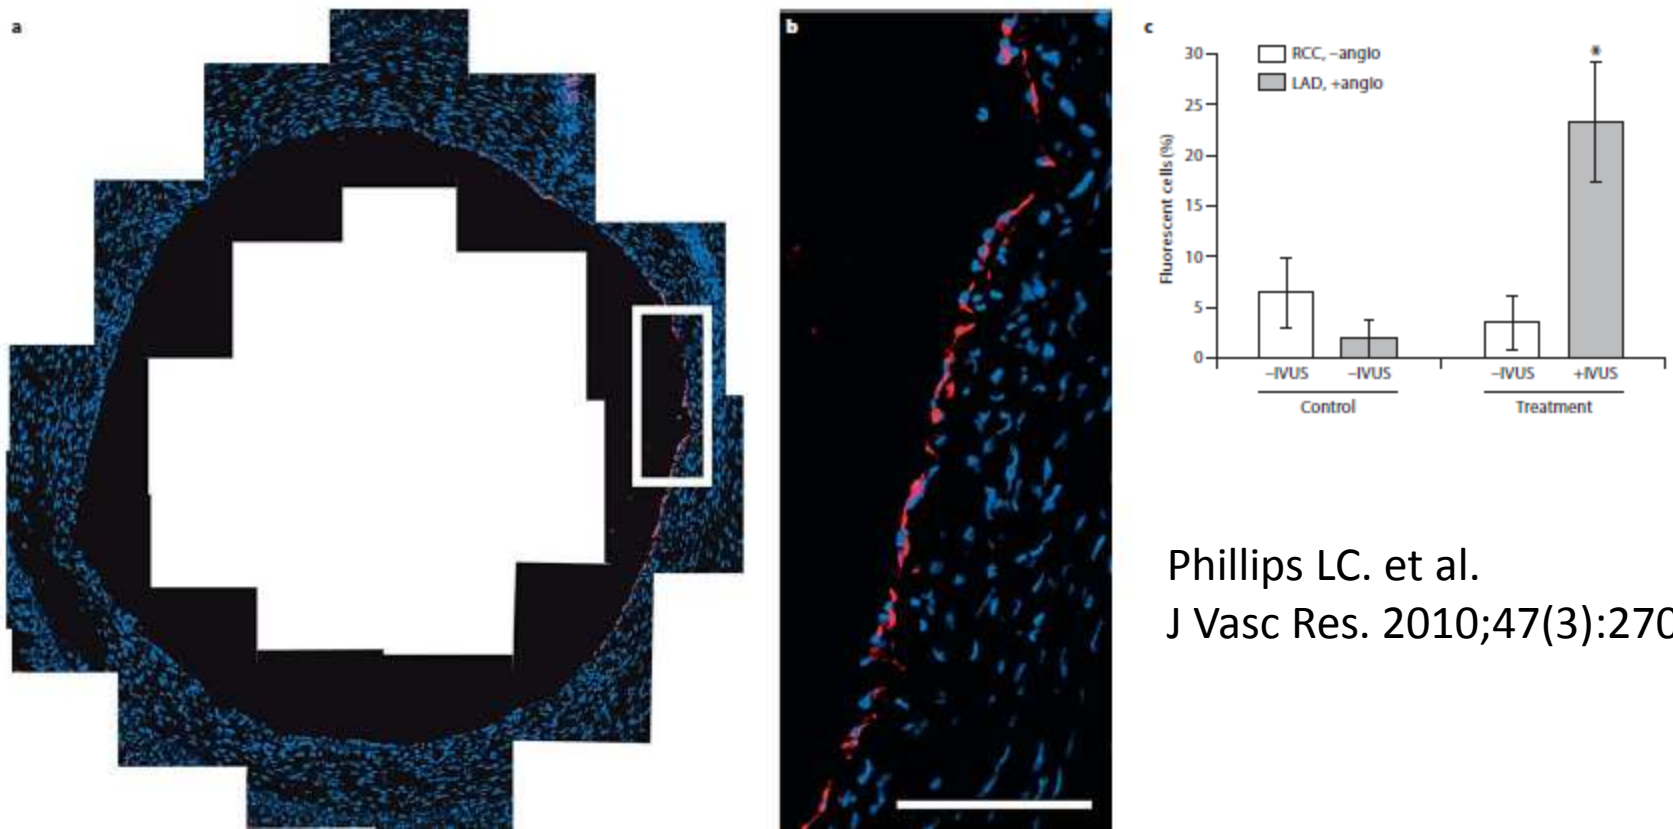 a
b
c
30
25
20
15
10
5
0
Fluorescent cells (%)
RCC, –angio
LAD, +angio
*
–IVUS –IVUS –IVUS +IVUS
Control Treatment
Phillips LC. et al.
J Vasc Res. 2010;47(3):270